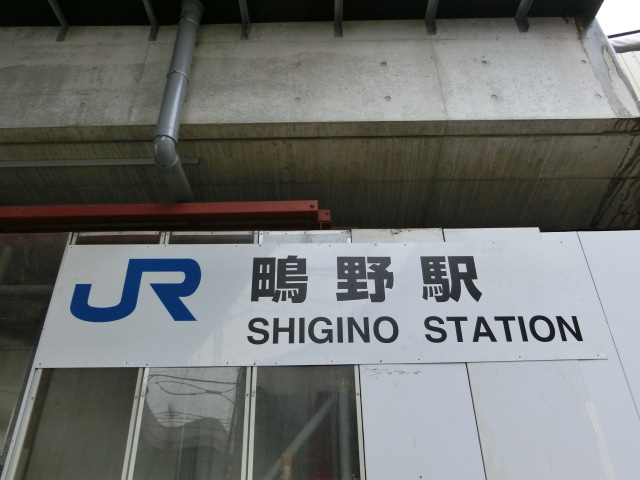 JR 鴫野駅
SHIGINO STATION